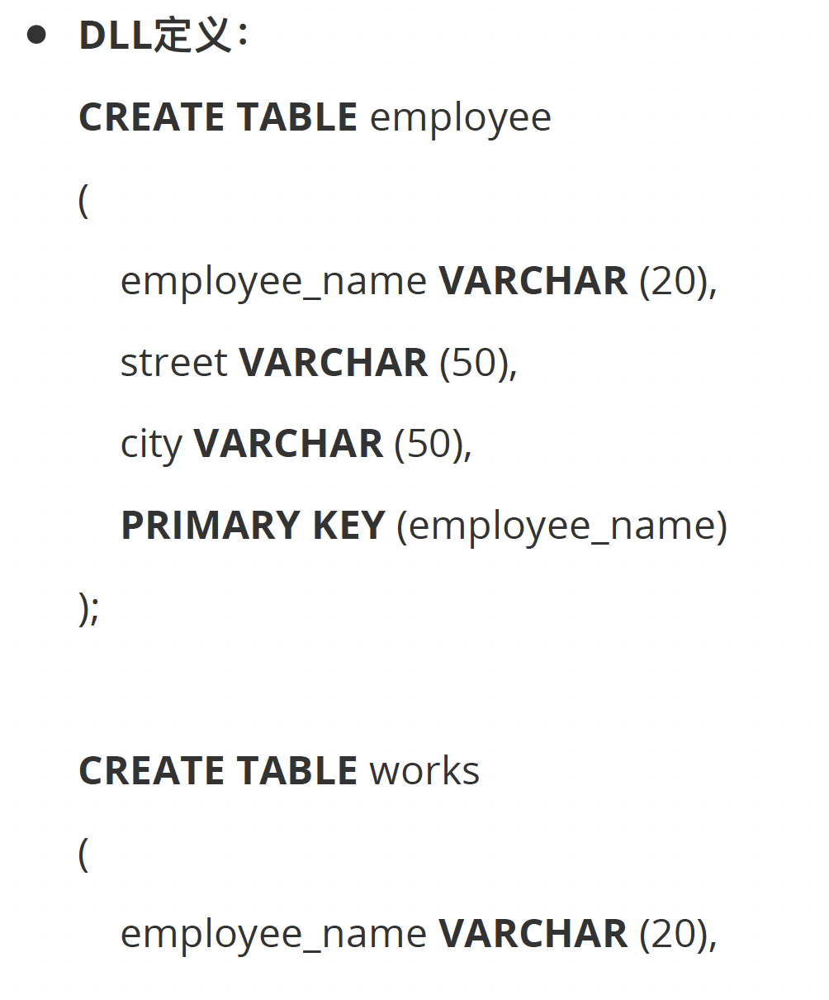 DLL定义：
CREATE TABLE employee
(
employee_name VARCHAR (20),
street VARCHAR (50),
city VARCHAR (50),
PRIMARY KEY (employee_name)
);
CREATE TABLE works
(
employee_name VARCHAR (20),